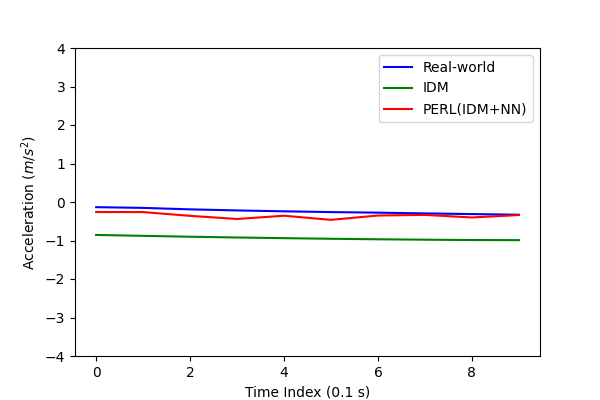 Real-world
IDM
PERL(IDM+NN)
4
3
2
1
0
−1
−2
−3
−4
Acceleration (m/s²)
0
2
4
6
8
Time Index (0.1 s)